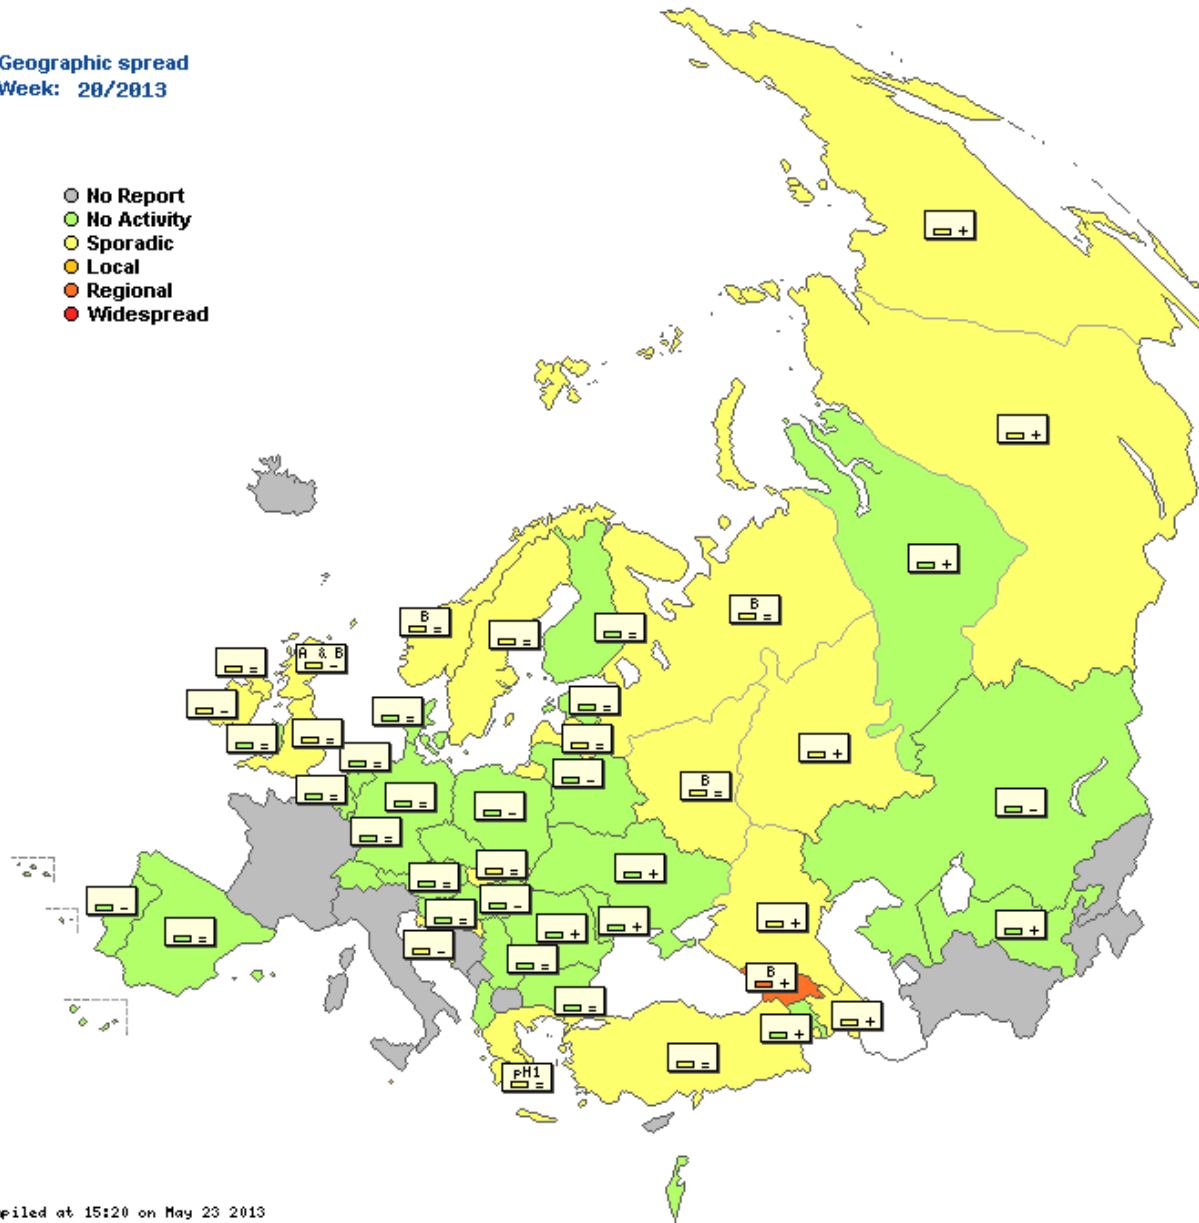 Geographic spread
Week: 20/2013
No Report
No Activity
Sporadic
Local
Regional
Widespread
+
+
+
B
=
B
=
=
=
=
A & B
-
-
=
=
=
=
=
=
-
+
B
=
=
=
-
-
=
=
+
=
=
-
-
=
=
+
+
+
+
-
=
B
+
=
+
+
=
pH1
=
piled at 15:20 on May 23 2013